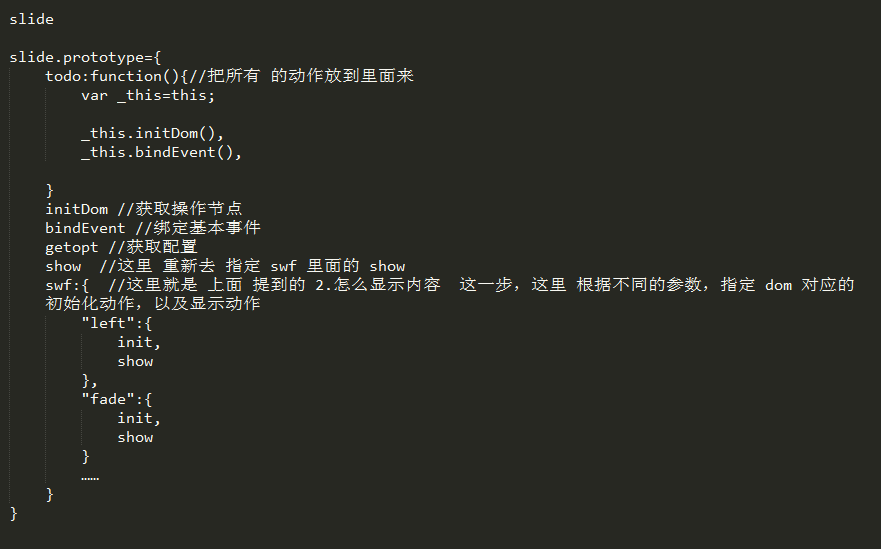 slide
slide.prototype={
todo:function(){//把所有 的动作放到里面来
var _this=this;
_this.initDom(),
_this.bindEvent(),
}
initDom //获取操作节点
bindEvent //绑定基本事件
getopt //获取配置
show  //这里 重新去 指定 swf 里面的 show
swf:{  //这里就是 上面 提到的 2.怎么显示内容  这一步，这里 根据不同的参数，指定 dom 对应的
初始化动作，以及显示动作
"left":{
init,
show
},
"fade":{
init,
show
}
……
}
}